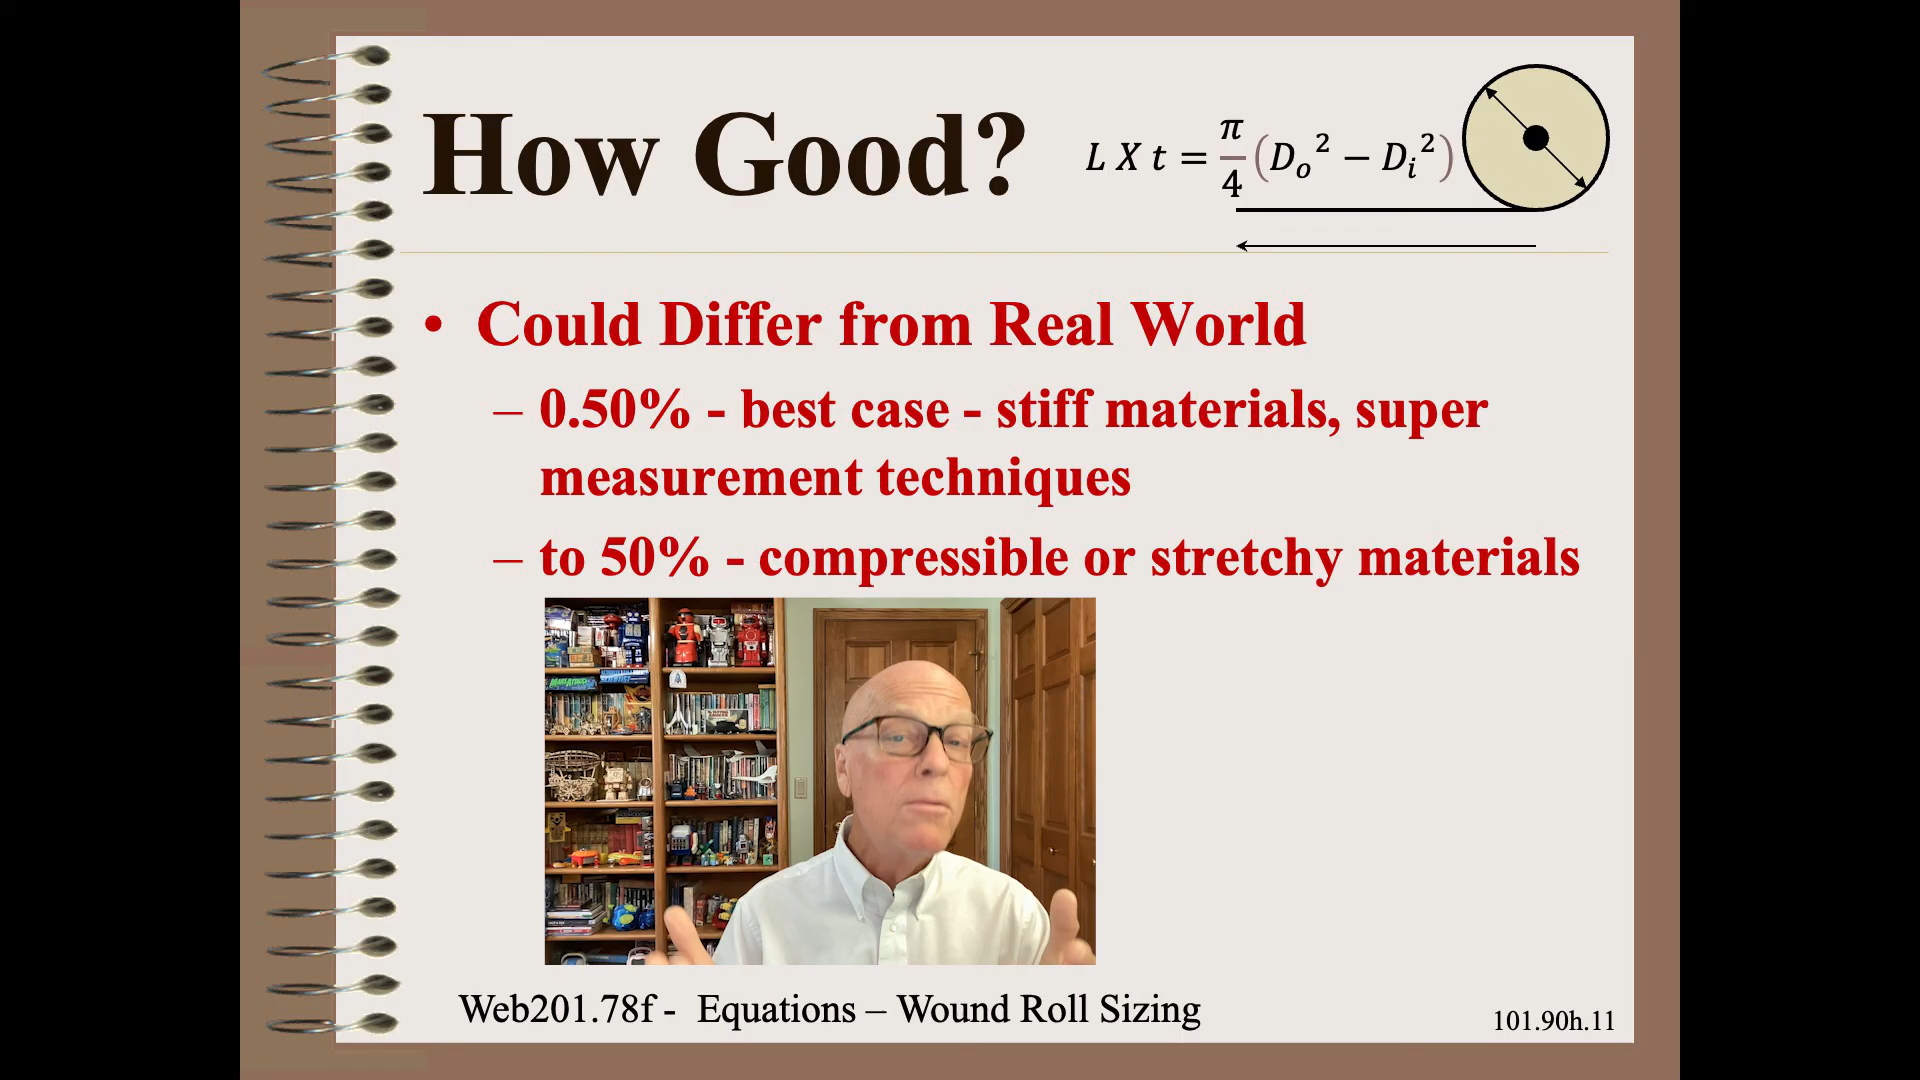 How Good?
L X t = π/4 (Dₒ² − Dᵢ²)
• Could Differ from Real World
– 0.50% - best case - stiff materials, super
measurement techniques
– to 50% - compressible or stretchy materials
Web201.78f - Equations – Wound Roll Sizing
101.90h.11